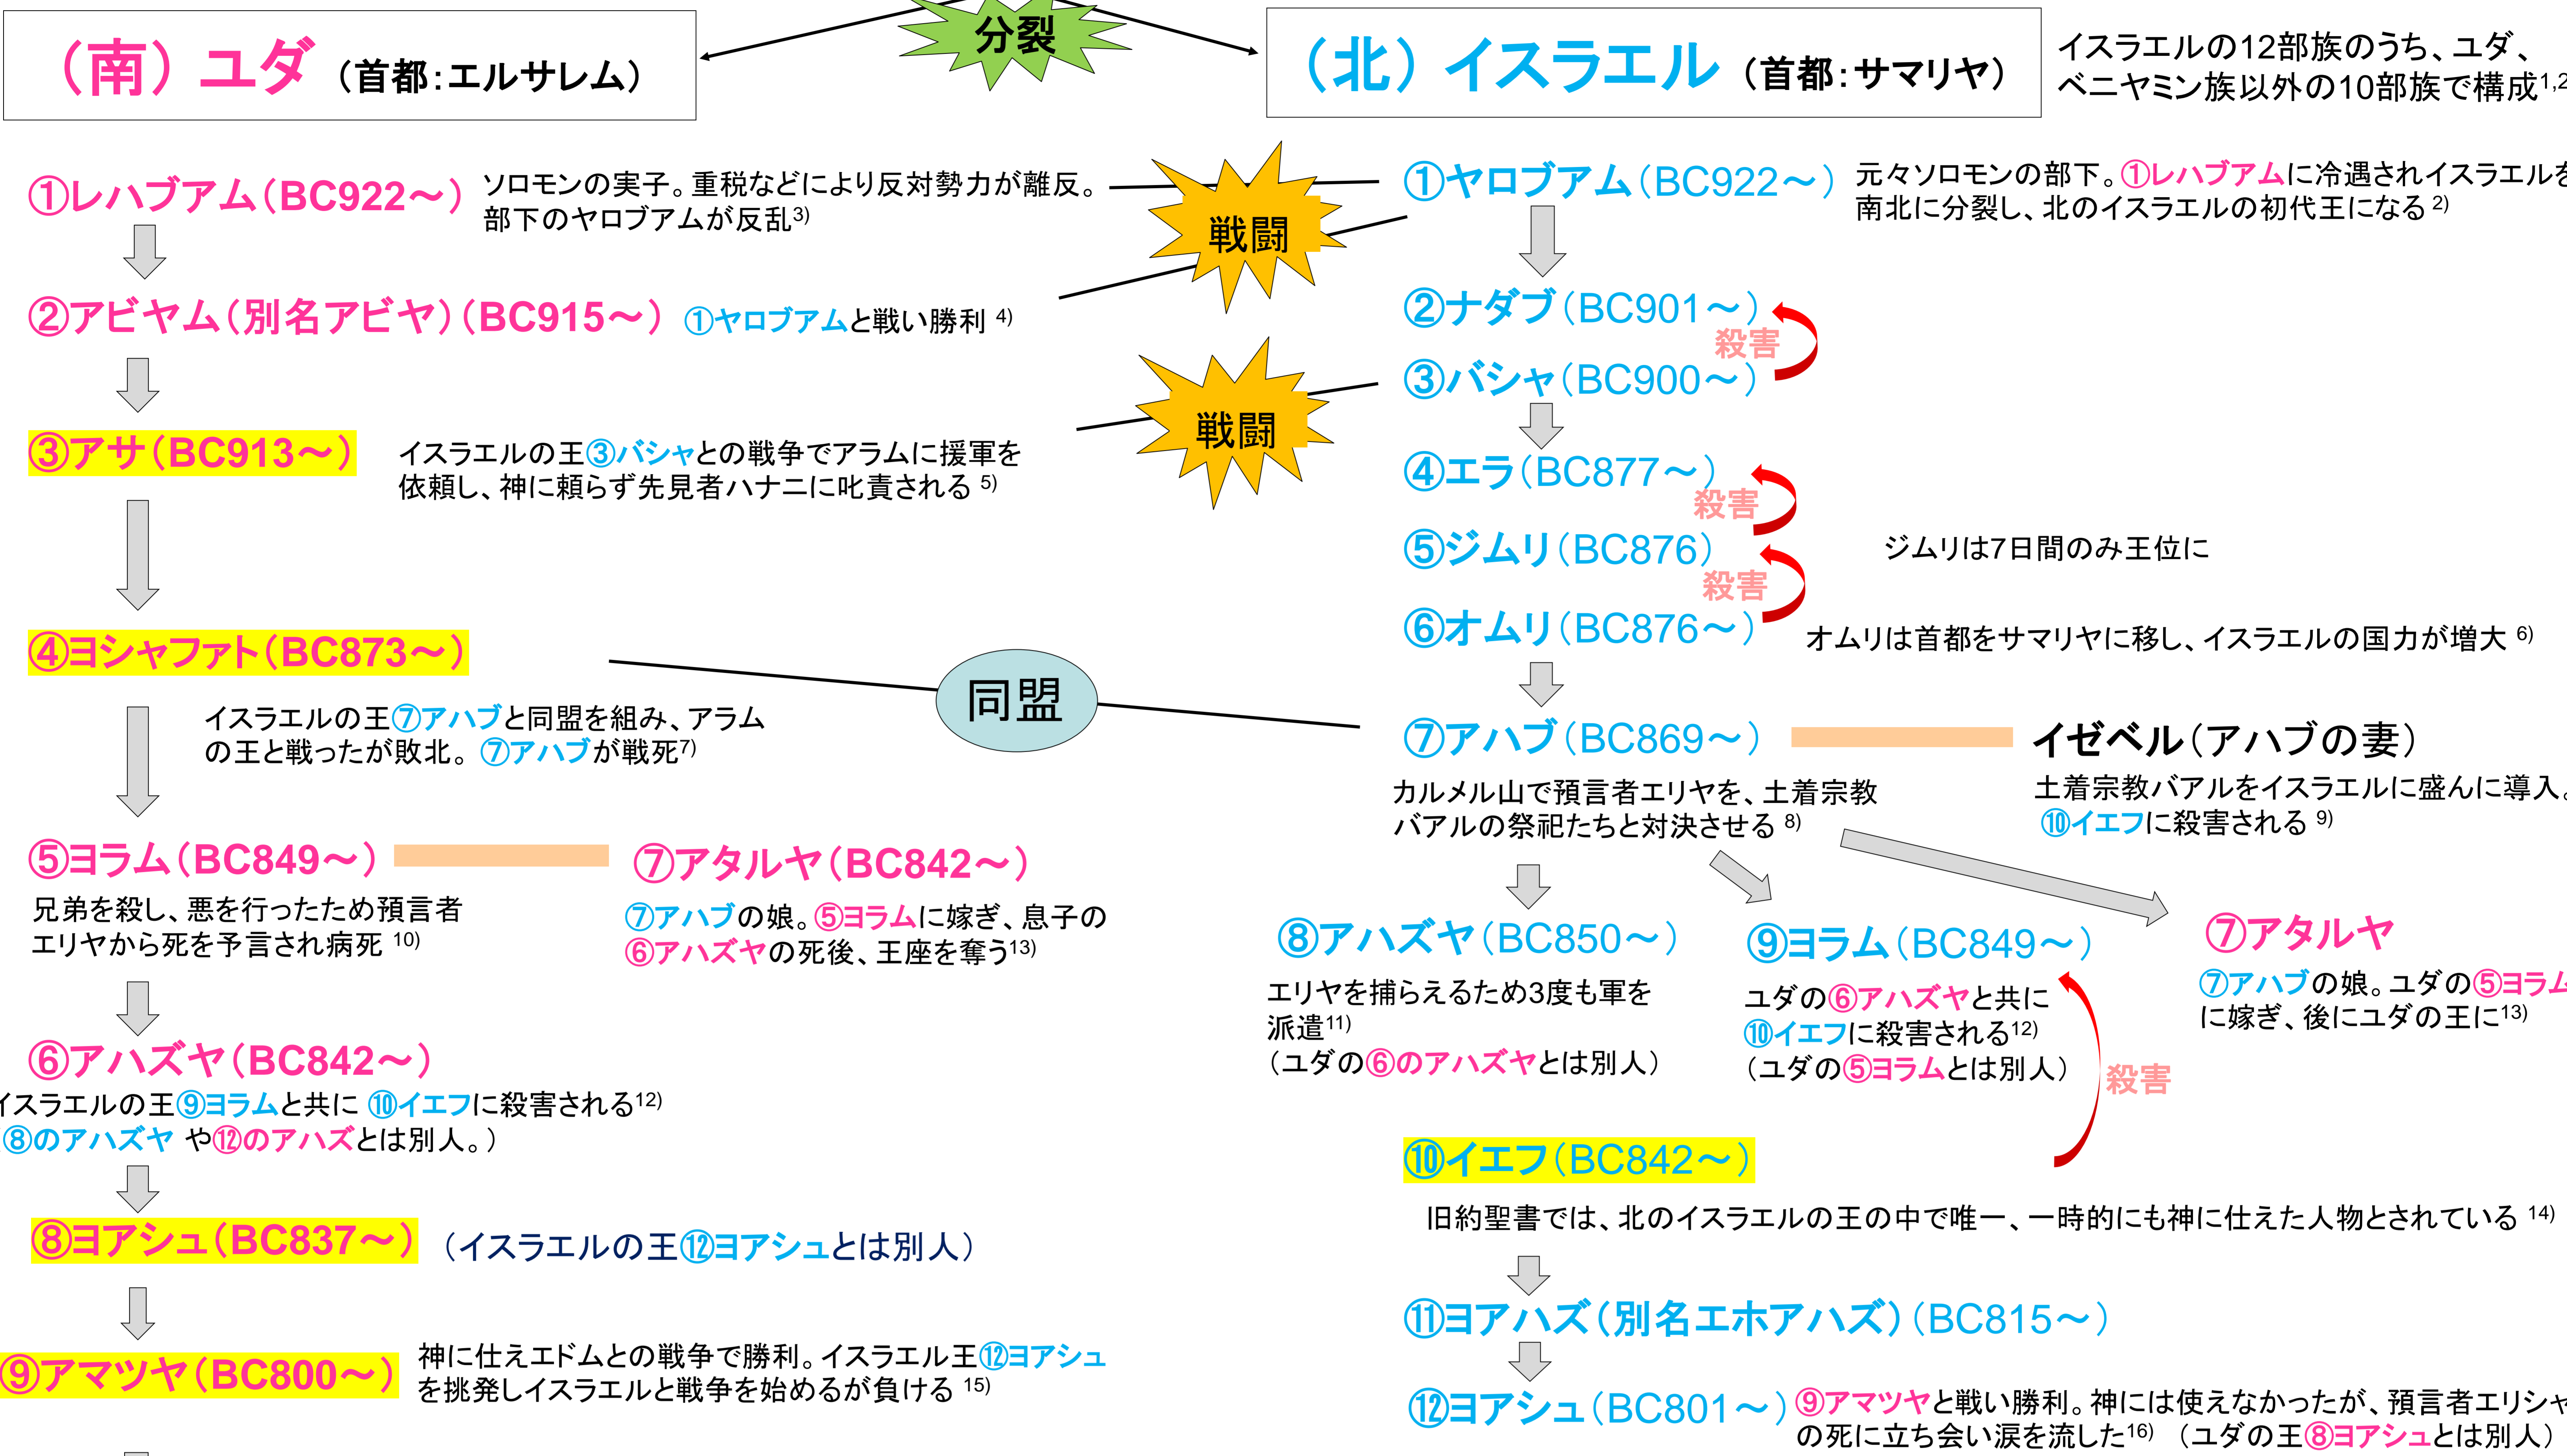 分裂
（南）ユダ（首都：エルサレム）
（北）イスラエル（首都：サマリヤ）
イスラエルの12部族のうち、ユダ、
ベニヤミン族以外の10部族で構成1,2
①レハブアム（BC922～）
ソロモンの実子。重税などにより反対勢力が離反。
部下のヤロブアムが反乱3)
戦闘
①ヤロブアム（BC922～）
元々ソロモンの部下。①レハブアムに冷遇されイスラエルを
南北に分裂し、北のイスラエルの初代王になる 2)
②アビヤム（別名アビヤ）（BC915～）
①ヤロブアムと戦い勝利 4)
②ナダブ（BC901～）
殺害
③バシャ（BC900～）
戦闘
③アサ（BC913～）
イスラエルの王③バシャとの戦争でアラムに援軍を
依頼し、神に頼らず先見者ハナニに叱責される 5)
④エラ（BC877～）
殺害
⑤ジムリ（BC876）
ジムリは7日間のみ王位に
殺害
⑥オムリ（BC876～）
オムリは首都をサマリヤに移し、イスラエルの国力が増大 6)
④ヨシャファト（BC873～）
同盟
イスラエルの王⑦アハブと同盟を組み、アラム
の王と戦ったが敗北。⑦アハブが戦死7)
⑦アハブ（BC869～）
イゼベル（アハブの妻）
カルメル山で預言者エリヤを、土着宗教
バアルの祭祀たちと対決させる 8)
土着宗教バアルをイスラエルに盛んに導入。
⑩イエフに殺害される 9)
⑤ヨラム（BC849～）
⑦アタルヤ（BC842～）
兄弟を殺し、悪を行ったため預言者
エリヤから死を予言され病死 10)
⑦アハブの娘。⑤ヨラムに嫁ぎ、息子の
⑥アハズヤの死後、王座を奪う13)
⑧アハズヤ（BC850～）
エリヤを捕らえるため3度も軍を
派遣11)
（ユダの⑥のアハズヤとは別人）
⑨ヨラム（BC849～）
ユダの⑥アハズヤと共に
⑩イエフに殺害される12)
（ユダの⑤ヨラムとは別人）
殺害
⑦アタルヤ
⑦アハブの娘。ユダの⑤ヨラム
に嫁ぎ、後にユダの王に13)
⑥アハズヤ（BC842～）
イスラエルの王⑨ヨラムと共に ⑩イエフに殺害される12)
⑧のアハズヤ や⑫のアハズとは別人。）
⑩イエフ（BC842～）
旧約聖書では、北のイスラエルの王の中で唯一、一時的にも神に仕えた人物とされている 14)
⑧ヨアシュ（BC837～）
（イスラエルの王⑫ヨアシュとは別人）
⑪ヨアハズ（別名エホアハズ）（BC815～）
⑨アマツヤ（BC800～）
神に仕えエドムとの戦争で勝利。イスラエル王⑫ヨアシュ
を挑発しイスラエルと戦争を始めるが負ける 15)
⑫ヨアシュ（BC801～）
⑨アマツヤと戦い勝利。神には使えなかったが、預言者エリシャ
の死に立ち会い涙を流した16) （ユダの王⑧ヨアシュとは別人）